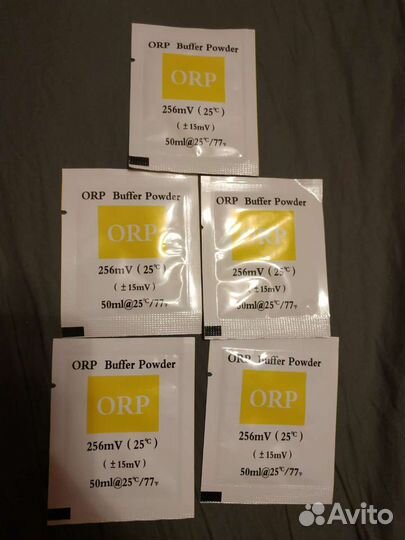 ORP Buffer Powder
ORP
256mV ( 25℃ )
( ±15mV )
50ml@25℃/77℉
ORP Buffer Powder
ORP
256mV ( 25℃ )
( ±15mV )
50ml@25℃/77℉
ORP Buffer Powder
ORP
256mV ( 25℃ )
( ±15mV )
50ml@25℃/77℉
ORP Buffer Powder
ORP
256mV ( 25℃ )
( ±15mV )
50ml@25℃/77℉
ORP Buffer Powder
ORP
256mV ( 25℃ )
( ±15mV )
50ml@25℃/77℉
Avito